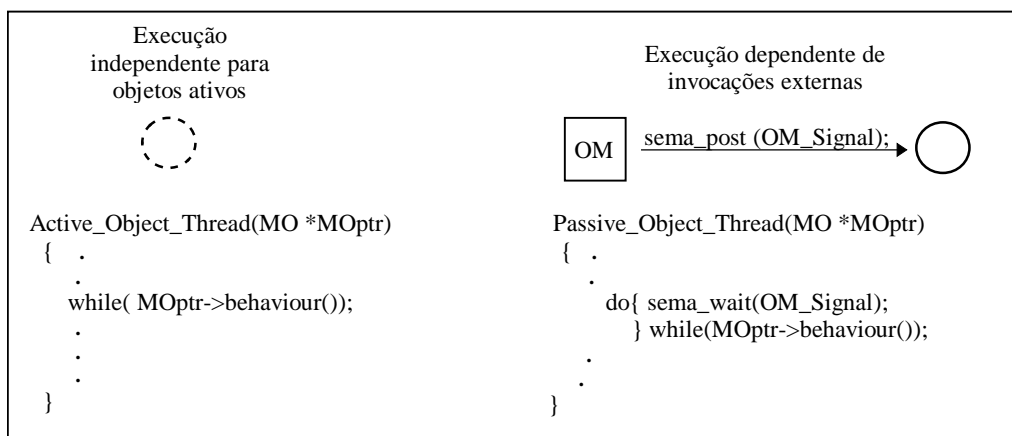 Execução
independente para
objetos ativos
Execução dependente de
invocações externas
OM
sema_post (OM_Signal);
Active_Object_Thread(MO *MOptr)
{ .
.
while( MOptr->behaviour());
.
.
.
}
Passive_Object_Thread(MO *MOptr)
{ .
.
do{ sema_wait(OM_Signal);
} while(MOptr->behaviour());
.
.
}